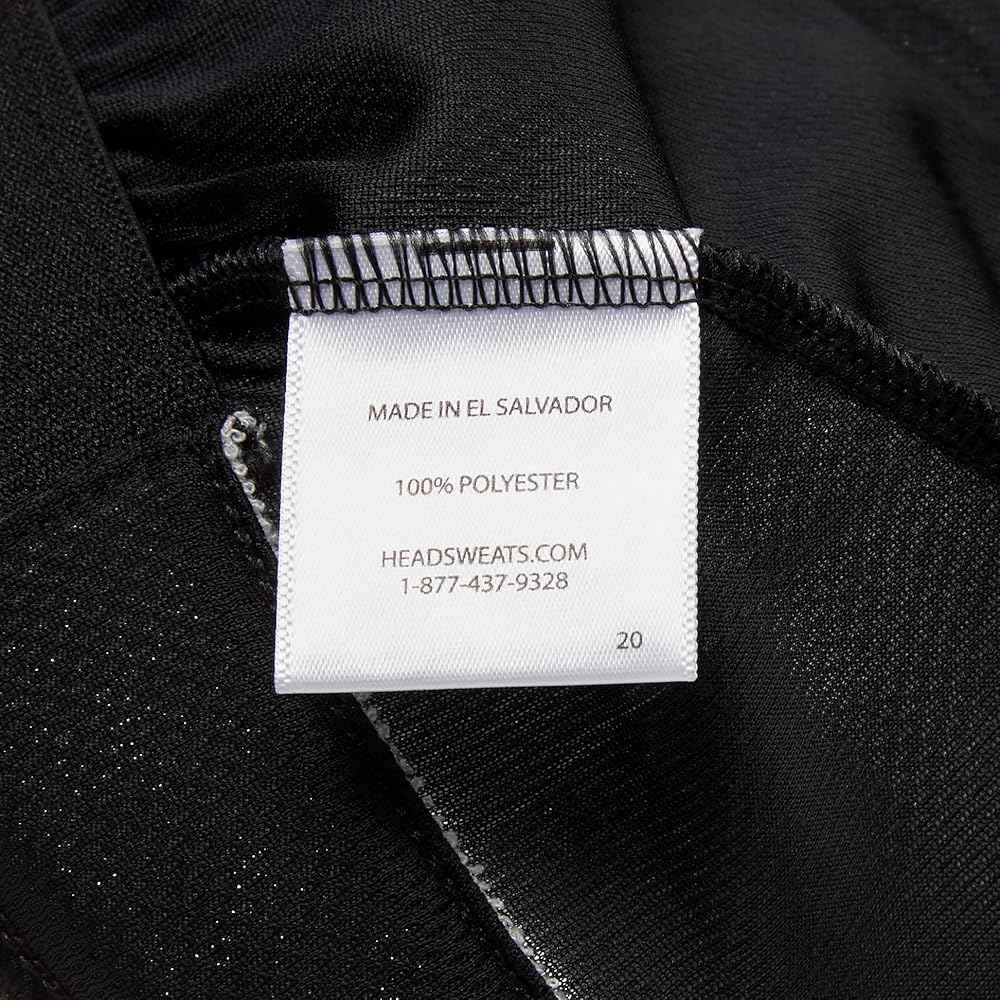 MADE IN EL SALVADOR
100% POLYESTER
HEADSWEATS.COM
1-877-437-9328
20